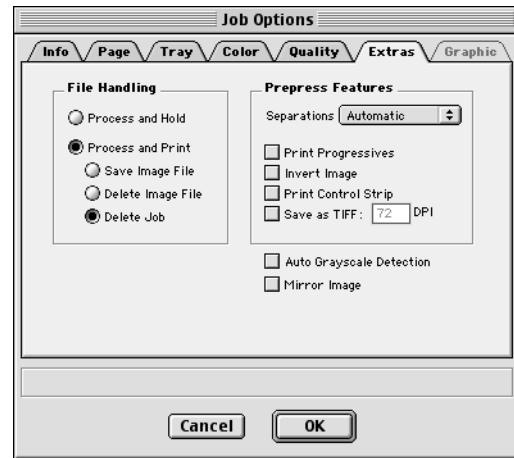 Job Options
Info Page Tray Color Quality Extras Graphic
File Handling
Process and Hold
Process and Print
Save Image File
Delete Image File
Delete Job
Prepress Features
Separations Automatic
Print Progressives
Invert Image
Print Control Strip
Save as TIFF: 72 DPI
Auto Grayscale Detection
Mirror Image
Cancel OK